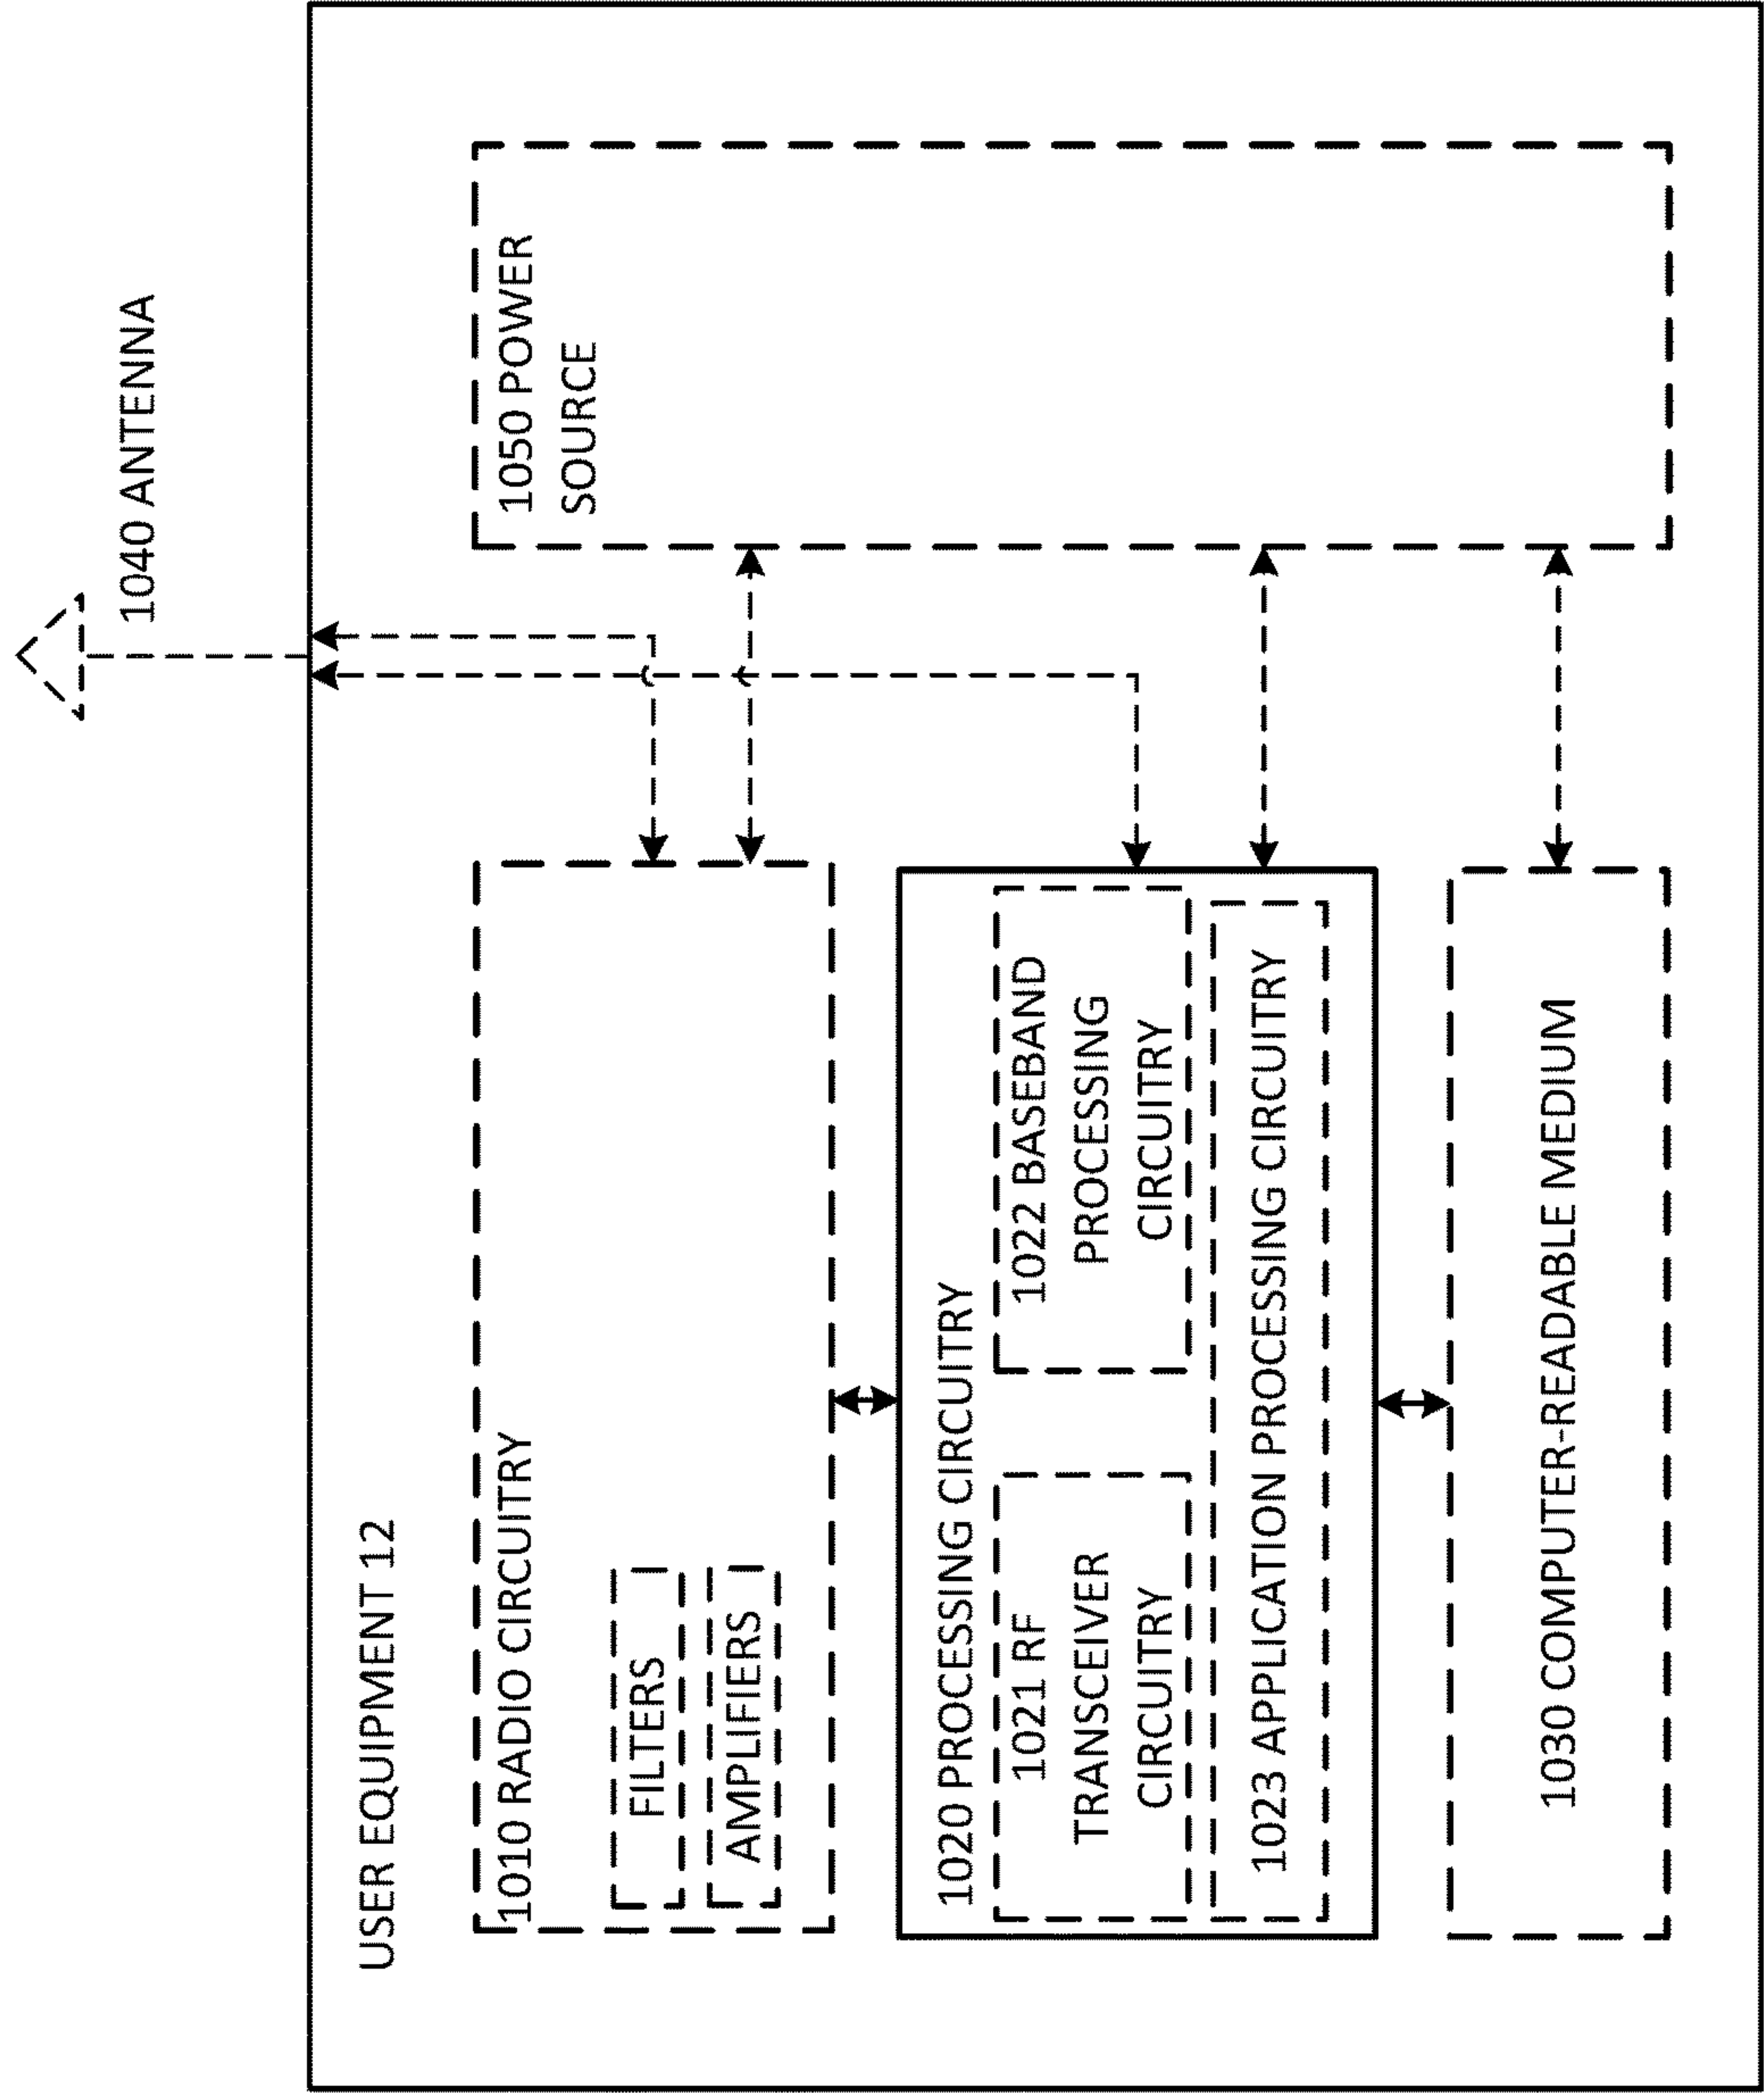 1040 ANTENNA
USER EQUIPMENT 12
1010 RADIO CIRCUITRY
FILTERS
AMPLIFIERS
1020 PROCESSING CIRCUITRY
1021 RF
TRANSCEIVER
CIRCUITRY
1022 BASEBAND
PROCESSING
CIRCUITRY
1023 APPLICATION PROCESSING CIRCUITRY
1030 COMPUTER-READABLE MEDIUM
1050 POWER
SOURCE